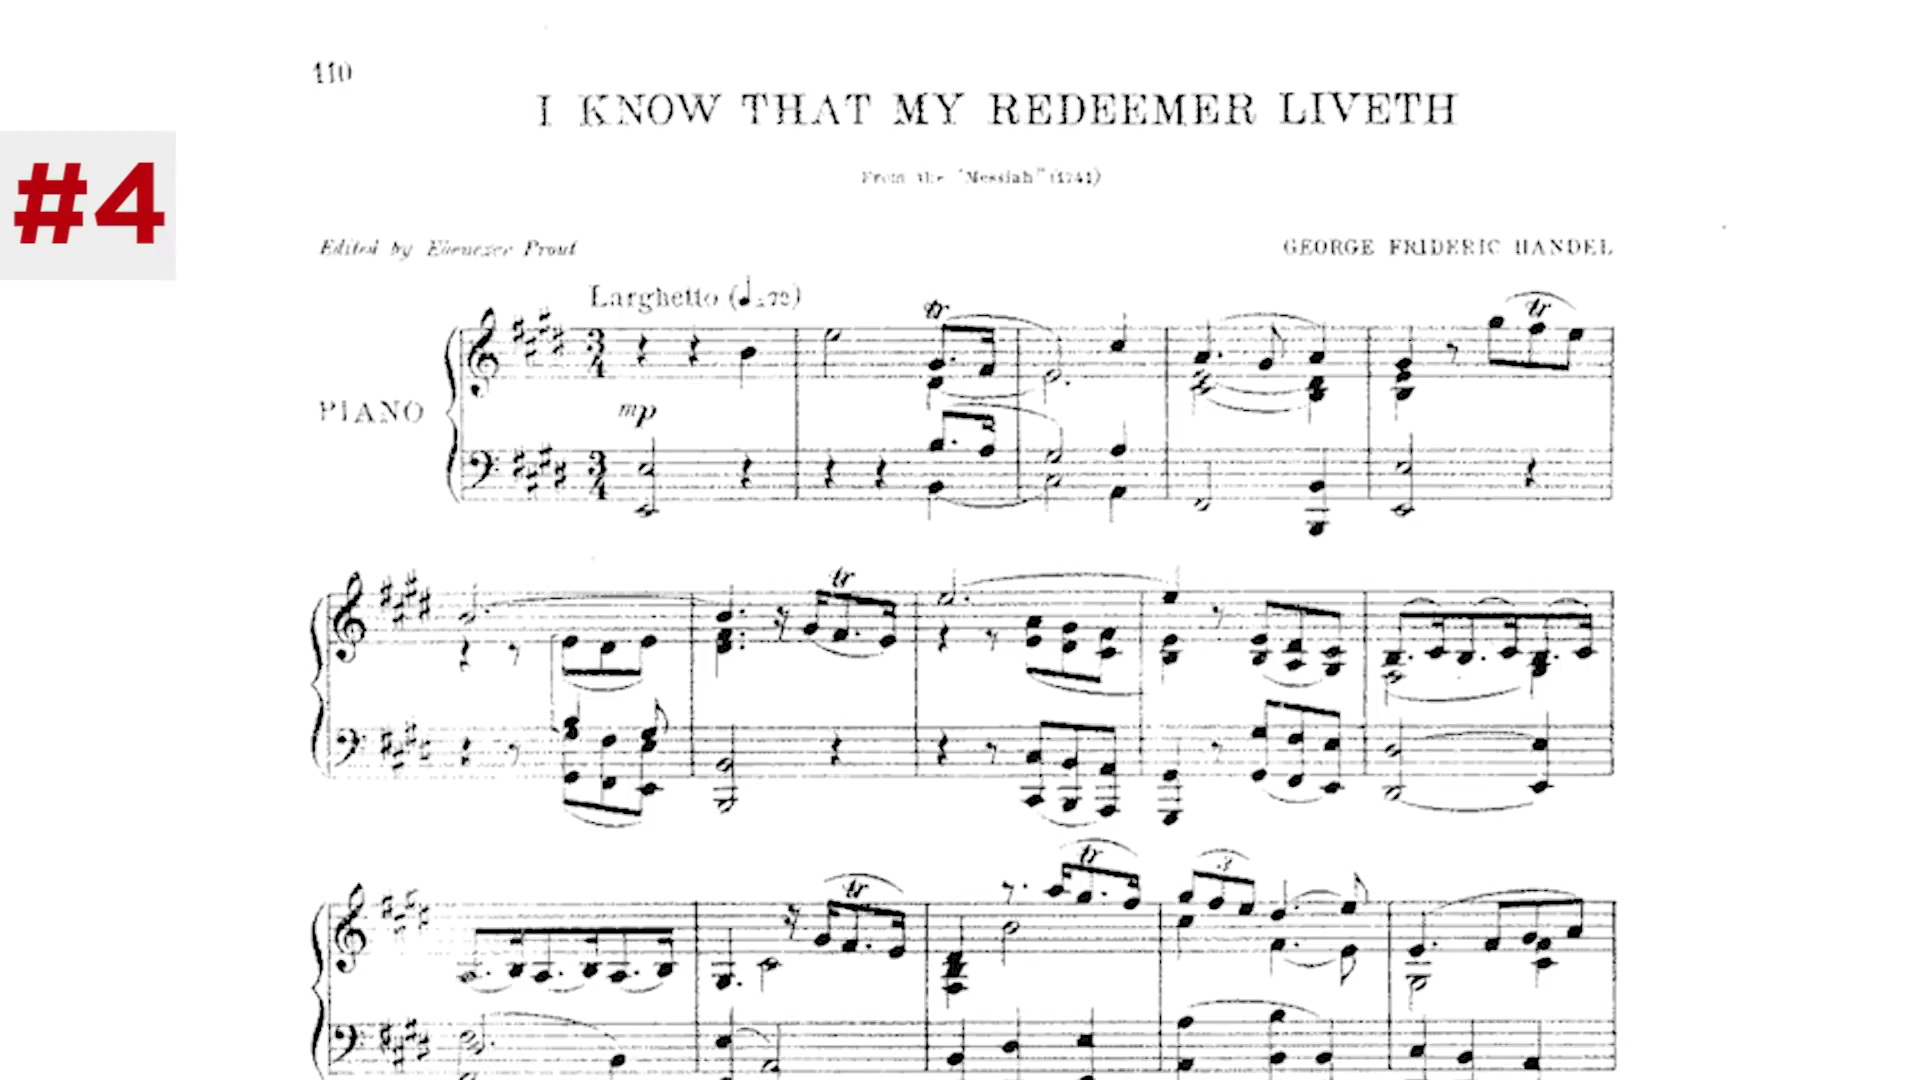 110
I KNOW THAT MY REDEEMER LIVETH
#4
From the "Messiah" (1741)
Edited by Ebenezer Prout
GEORGE FRIDERIC HANDEL
Larghetto (♩=72)
tr
tr
PIANO
mp
tr
tr
tr
3